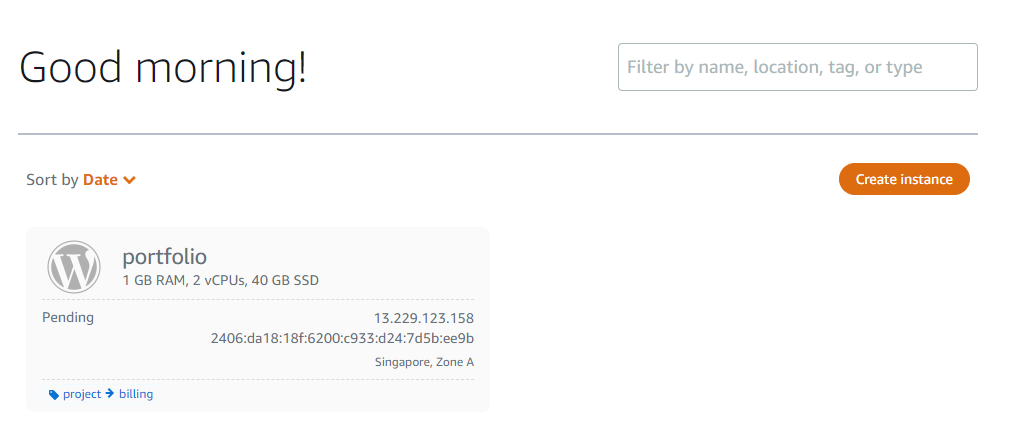 Good morning!
Filter by name, location, tag, or type
Sort by Date
Create instance
portfolio
1 GB RAM, 2 vCPUs, 40 GB SSD
Pending
13.229.123.158
2406:da18:18f:6200:c933:d24:7d5b:ee9b
Singapore, Zone A
project → billing